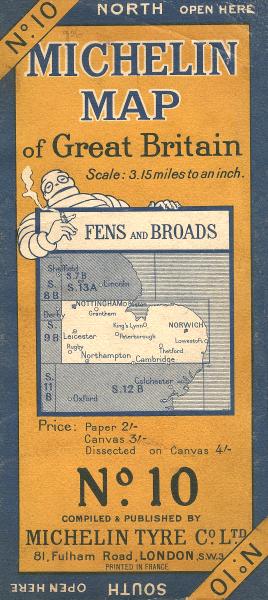 NORTH OPEN HERE
No. 10
MICHELIN
MAP
of Great Britain
Scale: 3.15 miles to an inch.
FENS AND BROADS
Sheffield
S.7B
S.13A Lincoln
S.
8 B
NOTTINGHAM
Grantham
Derby
King's Lynn
NORWICH
S.
9 B
Leicester
Peterborough
Lowestoft
Rugby
Thetford
Northampton
Cambridge
S.
11
B
S.12 B
Colchester
Oxford
Price: Paper 2/-
Canvas 3/-
Dissected on Canvas 4/-
No. 10
COMPILED & PUBLISHED BY
MICHELIN TYRE Co. LTD.
81, Fulham Road, LONDON, S.W.3.
PRINTED IN FRANCE
No. 10
SOUTH
OPEN HERE